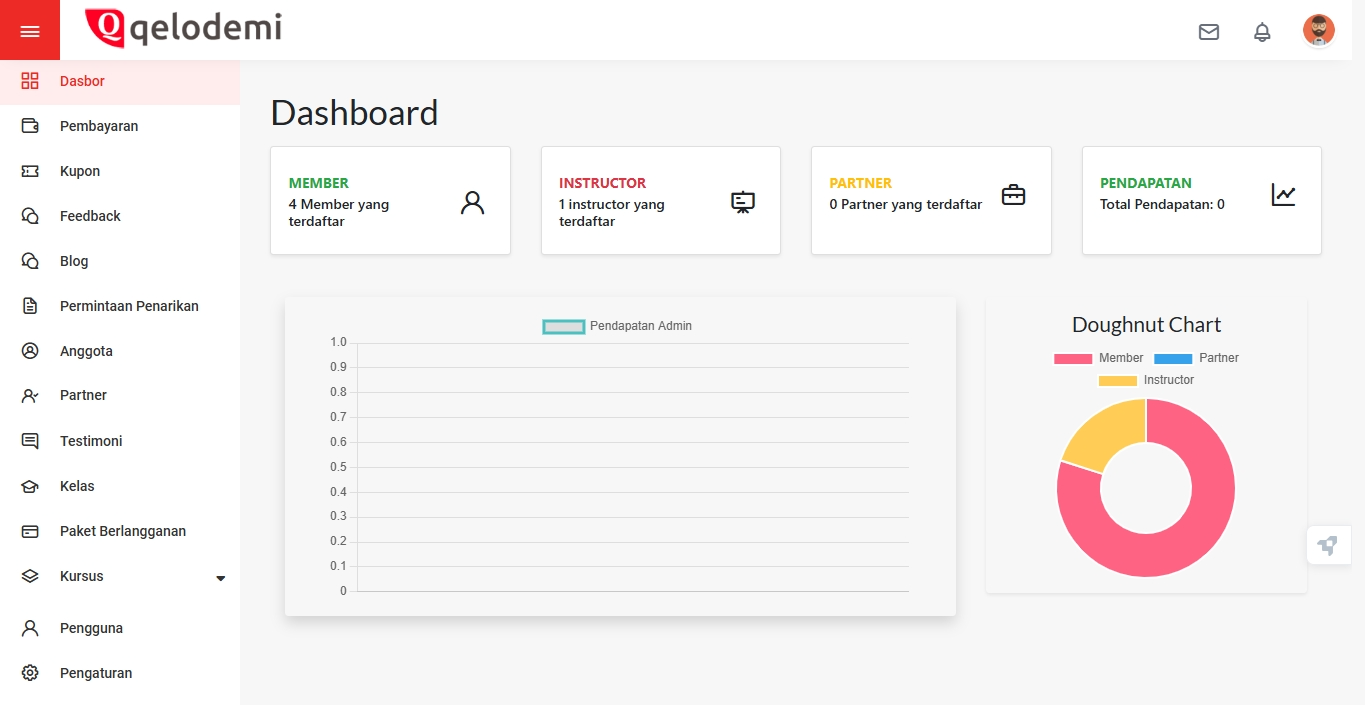 Qqelodemi
Dasbor
Pembayaran
Kupon
Feedback
Blog
Permintaan Penarikan
Anggota
Partner
Testimoni
Kelas
Paket Berlangganan
Kursus
Pengguna
Pengaturan
Dashboard
MEMBER
4 Member yang
terdaftar
INSTRUCTOR
1 instructor yang
terdaftar
PARTNER
0 Partner yang terdaftar
PENDAPATAN
Total Pendapatan: 0
Pendapatan Admin
1.0
0.9
0.8
0.7
0.6
0.5
0.4
0.3
0.2
0.1
0
Doughnut Chart
Member Partner
Instructor